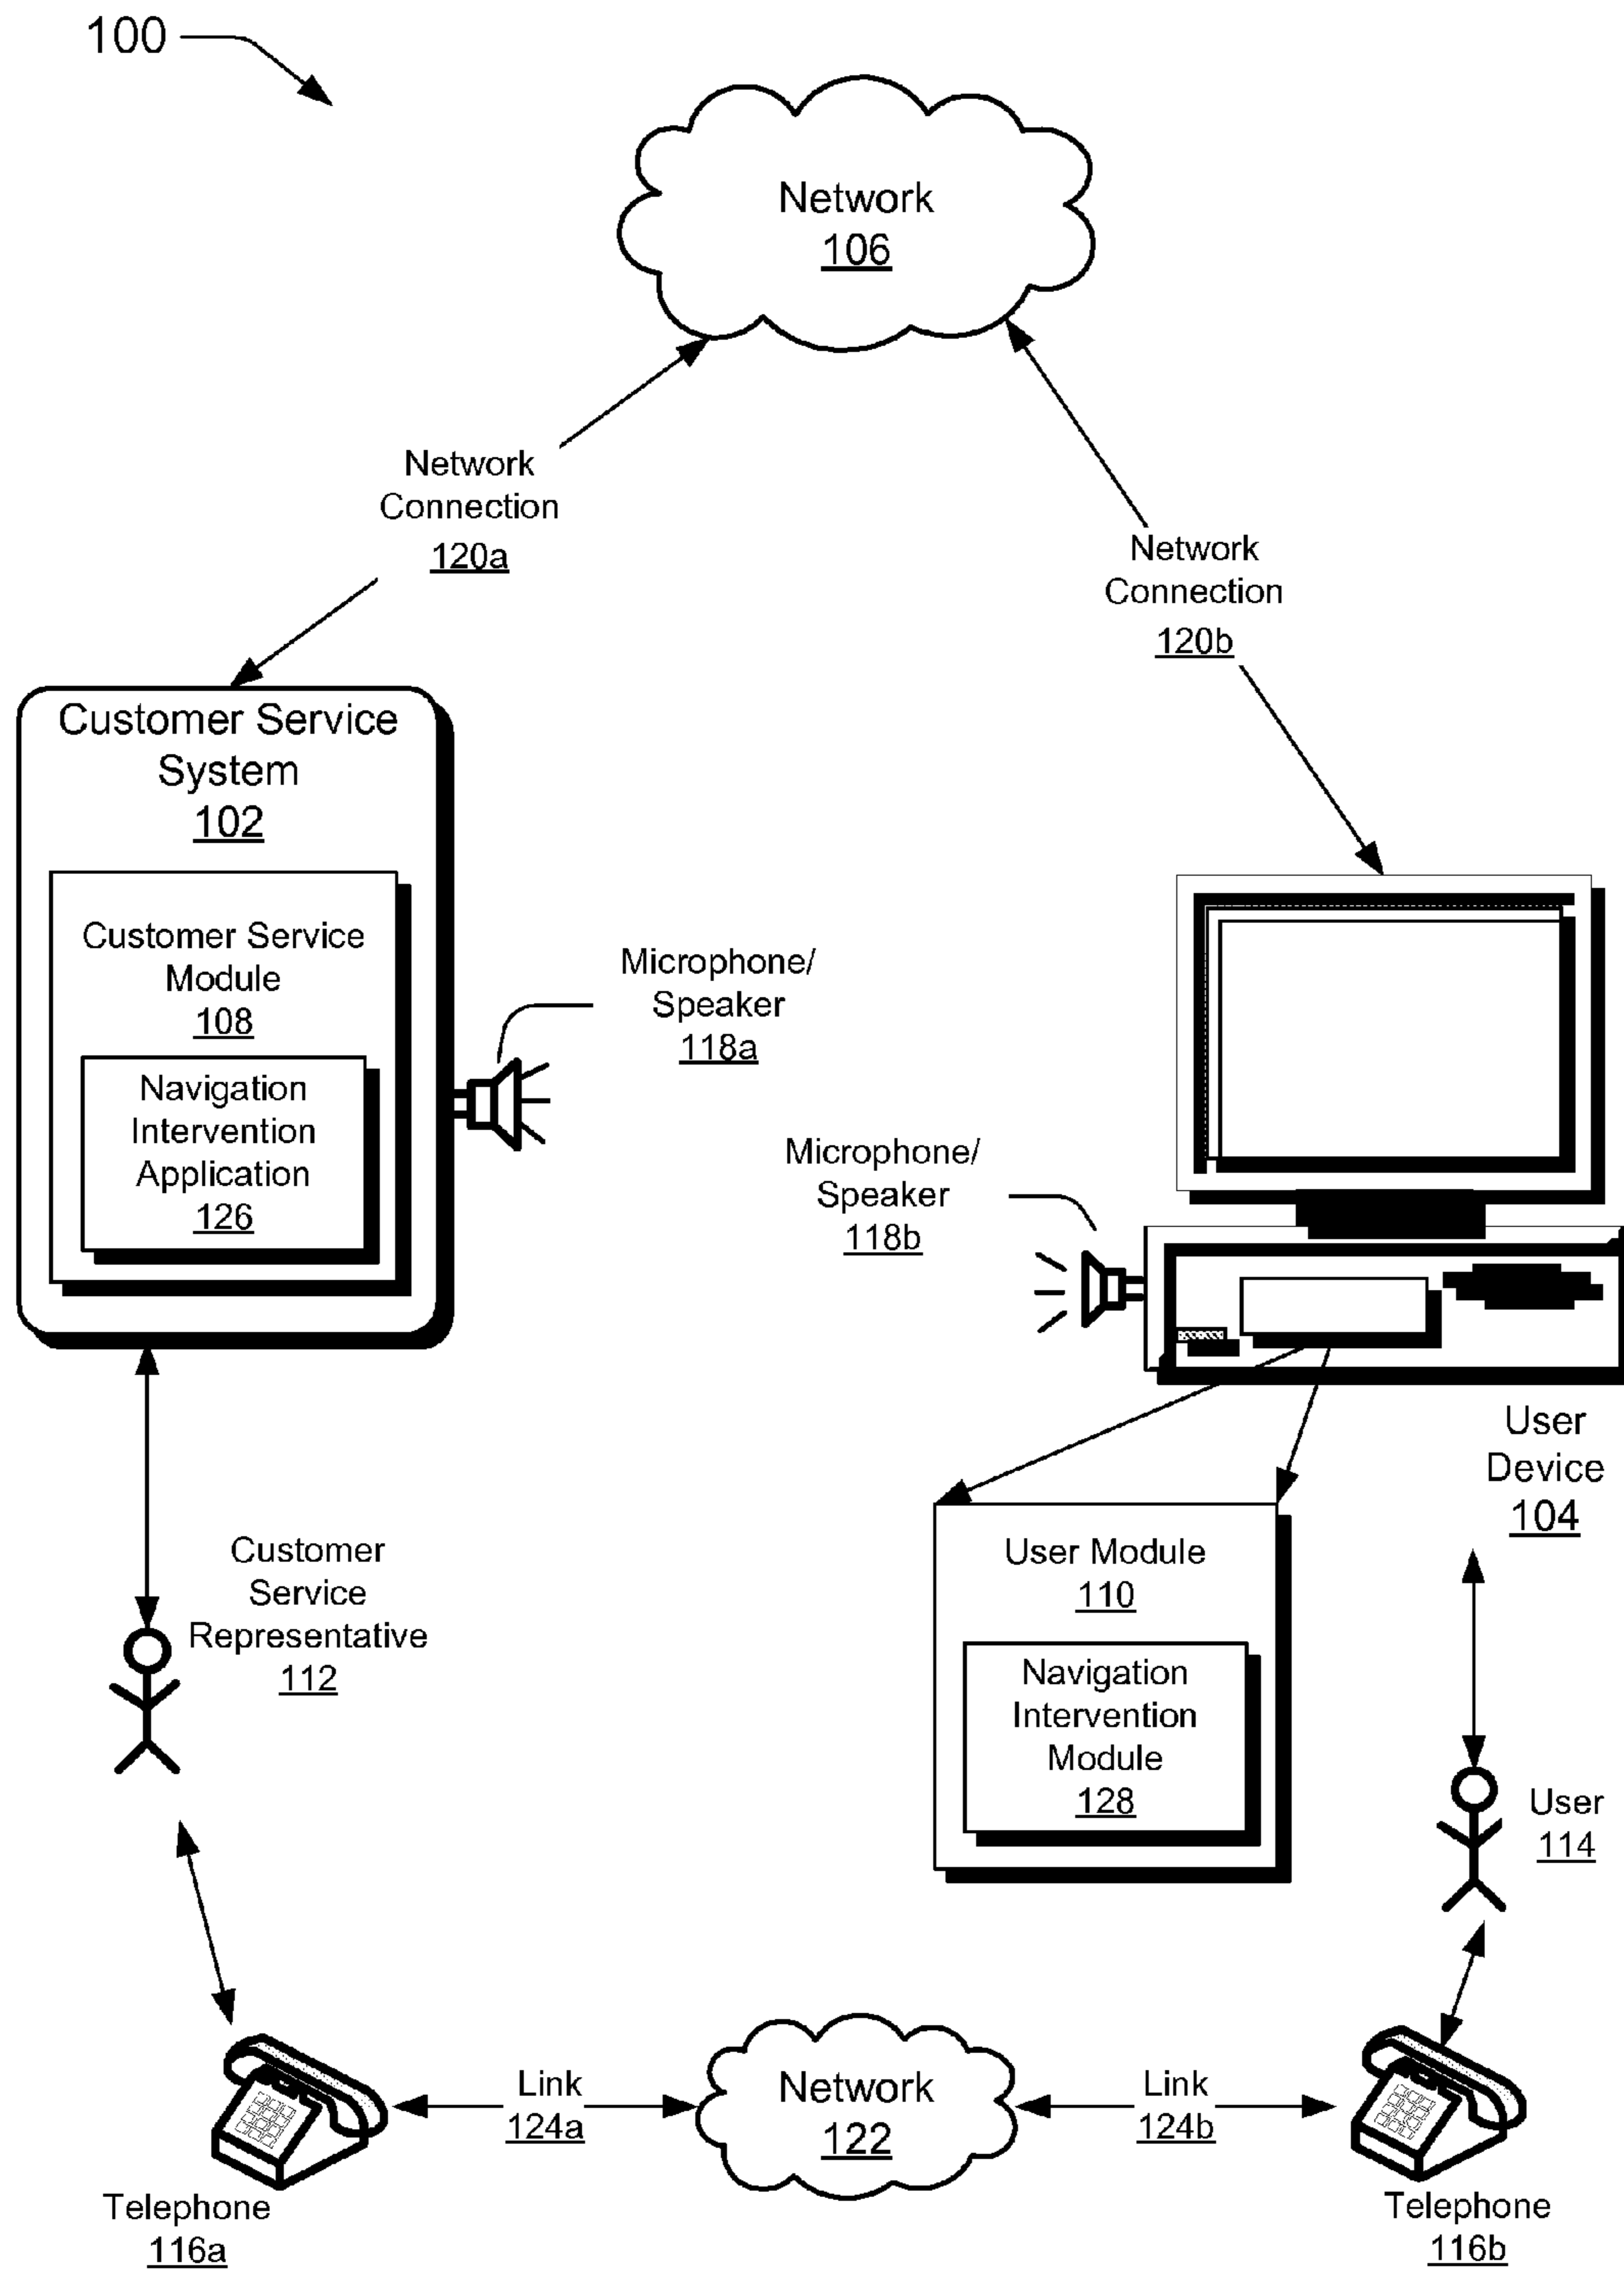 100
Network
106
Network
Connection
120a
Network
Connection
120b
Customer Service
System
102
Customer Service
Module
108
Navigation
Intervention
Application
126
Microphone/
Speaker
118a
Microphone/
Speaker
118b
User
Device
104
User Module
110
Navigation
Intervention
Module
128
Customer
Service
Representative
112
User
114
Link
124a
Network
122
Link
124b
Telephone
116a
Telephone
116b